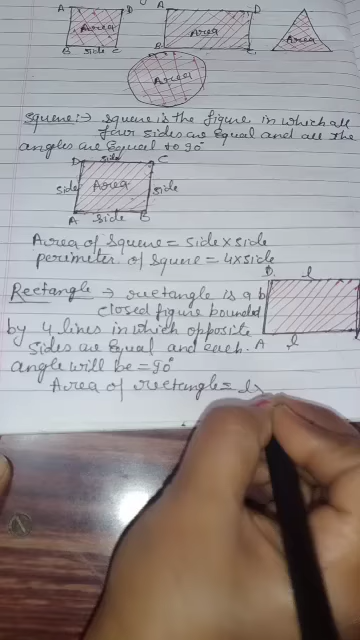 A D A D
Area Area Area
B side C B C
Area
Square:→ Square is the figure in which all
four sides are Equal and all the
angles are Equal to 90°
D side C
side Area side
A side B
Area of Square = side×side
perimeter of Square = 4×side
Rectangle → rectangle is a
closed figure bounded
by 4 lines in which opposite
Sides are Equal and each
angle will be = 90°
D l
b
A l
Area of rectangle = l×